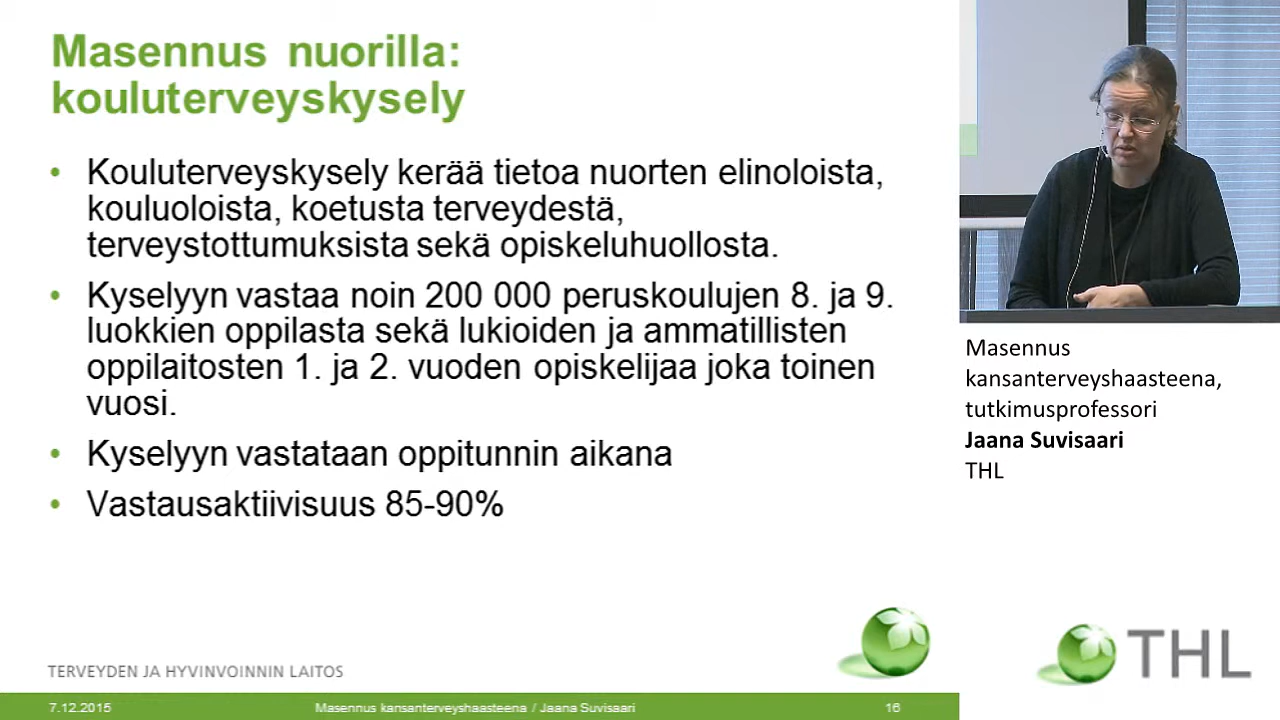 Masennus nuorilla:
kouluterveyskysely
• Kouluterveyskysely kerää tietoa nuorten elinoloista,
kouluoloista, koetusta terveydestä,
terveystottumuksista sekä opiskeluhuollosta.
• Kyselyyn vastaa noin 200 000 peruskoulujen 8. ja 9.
luokkien oppilasta sekä lukioiden ja ammatillisten
oppilaitosten 1. ja 2. vuoden opiskelijaa joka toinen
vuosi.
• Kyselyyn vastataan oppitunnin aikana
• Vastausaktiivisuus 85-90%
TERVEYDEN JA HYVINVOINNIN LAITOS
7.12.2015 Masennus kansanterveyshaasteena / Jaana Suvisaari 16
Masennus
kansanterveyshaasteena,
tutkimusprofessori
Jaana Suvisaari
THL
THL